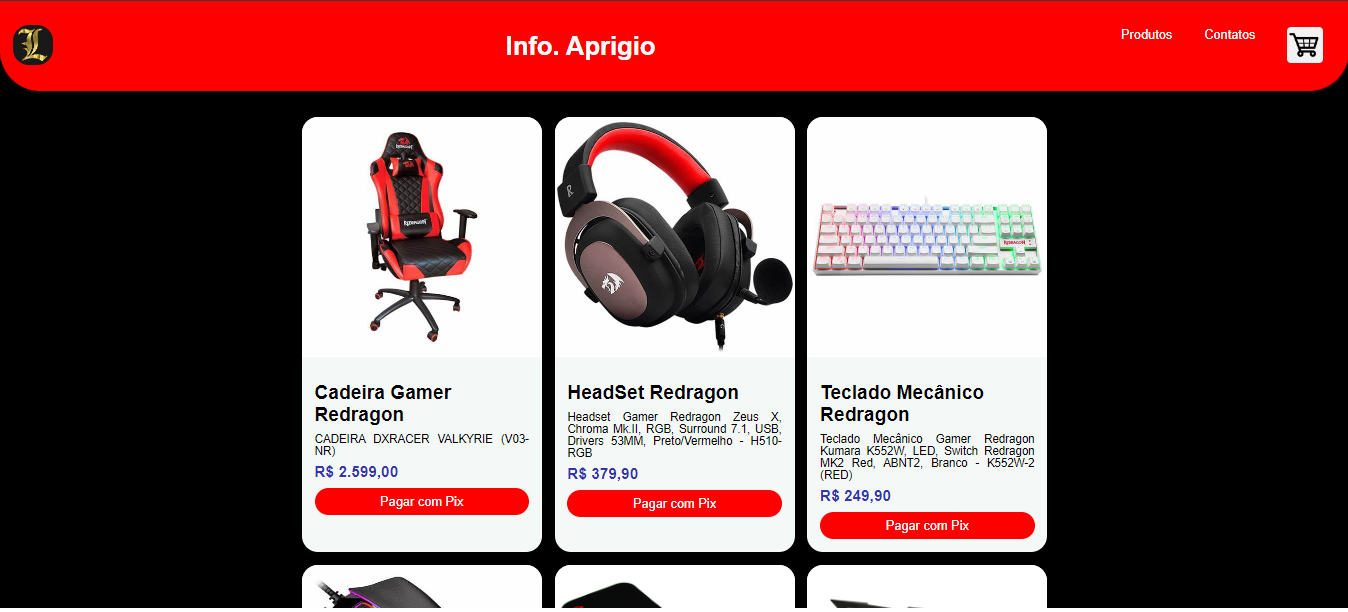 L
Info. Aprigio
Produtos
Contatos
REDRAGON
REDRAGON
REDRAGON
Cadeira Gamer
Redragon
CADEIRA DXRACER VALKYRIE (V03-
NR)
R$ 2.599,00
Pagar com Pix
HeadSet Redragon
Headset Gamer Redragon Zeus X,
Chroma Mk.II, RGB, Surround 7.1, USB,
Drivers 53MM, Preto/Vermelho - H510-
RGB
R$ 379,90
Pagar com Pix
Teclado Mecânico
Redragon
Teclado Mecânico Gamer Redragon
Kumara K552W, LED, Switch Redragon
MK2 Red, ABNT2, Branco - K552W-2
(RED)
R$ 249,90
Pagar com Pix